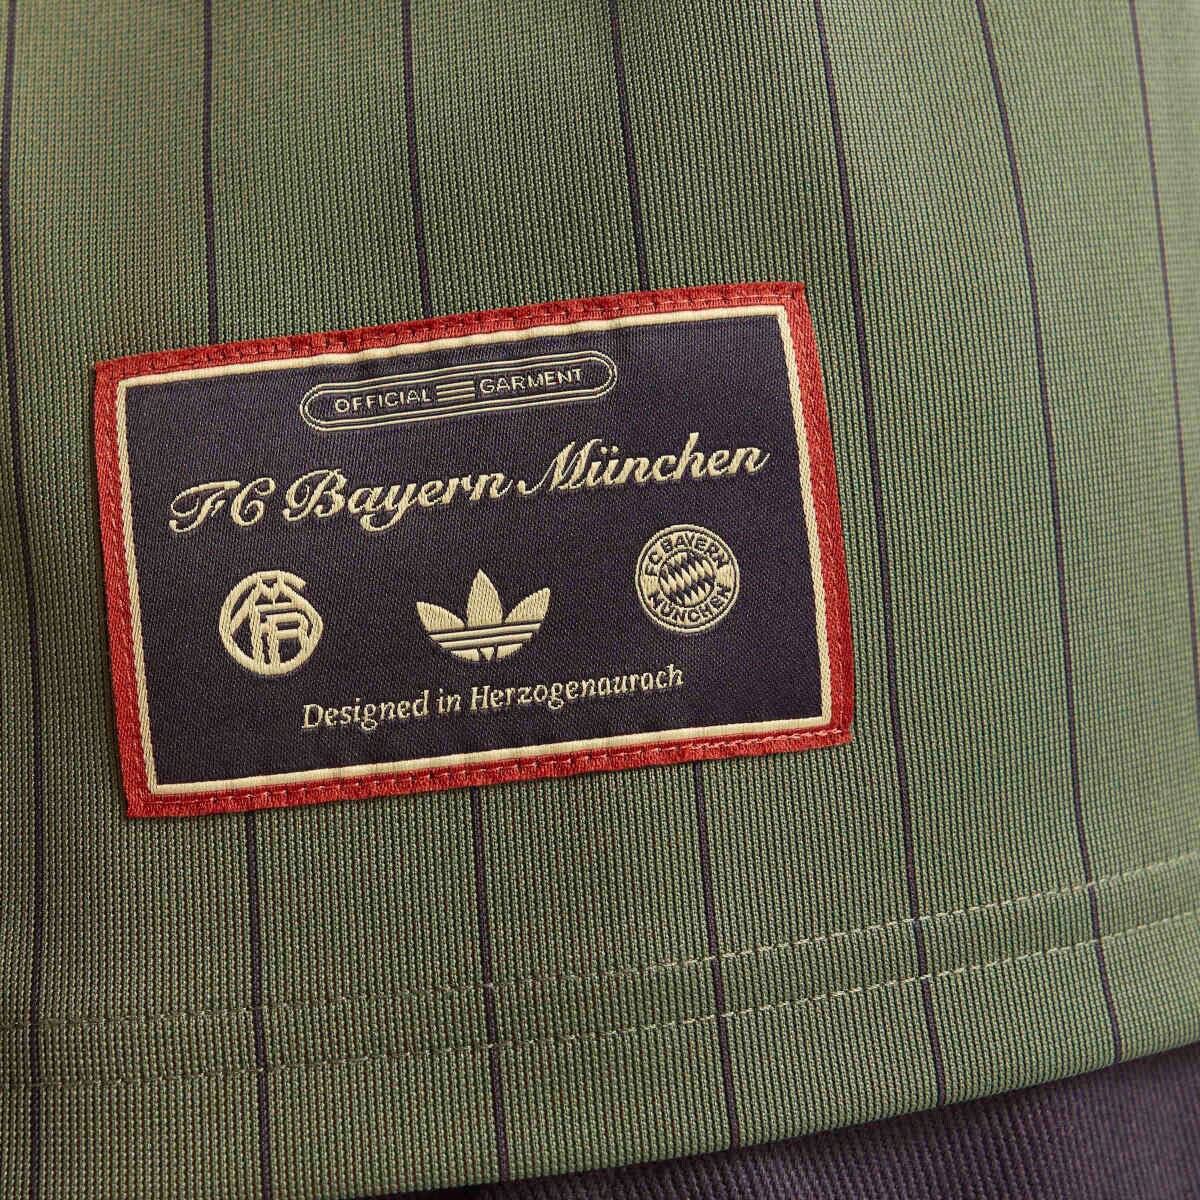 OFFICIAL GARMENT
FC Bayern München
FC BAYERN
MÜNCHEN
Designed in Herzogenaurach